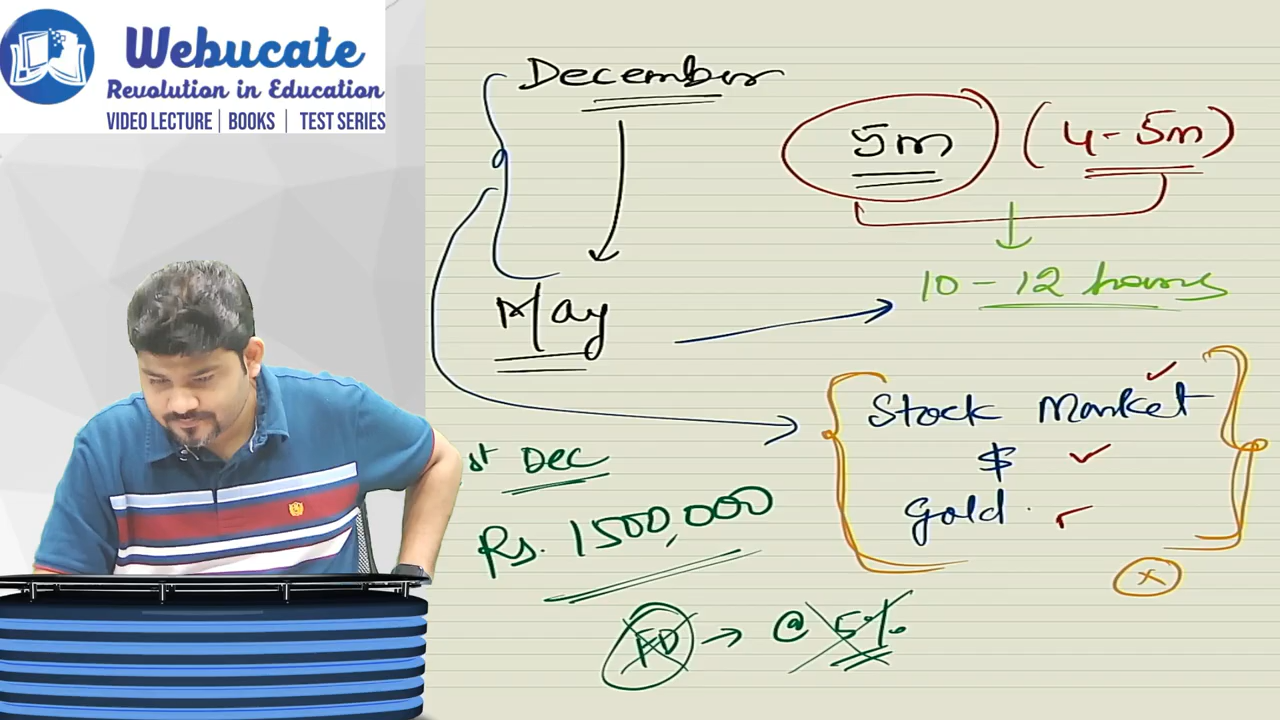 Webucate
Revolution in Education
VIDEO LECTURE | BOOKS | TEST SERIES
December
5m (4-5m)
10-12 hours
May
Stock Market
$
Gold
st Dec
Rs. 1500,000
FD → @ 5%
x